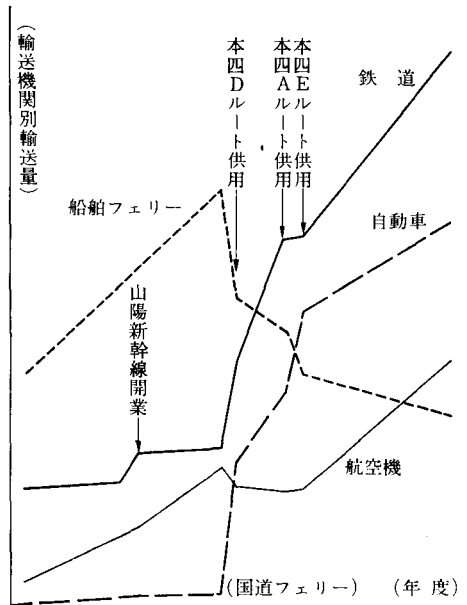 (輸送機関別輸送量)
本四Dルート供用
本四Aルート供用
本四Eルート供用
鉄道
船舶フェリー
自動車
山陽新幹線開業
航空機
(国道フェリー)
(年度)